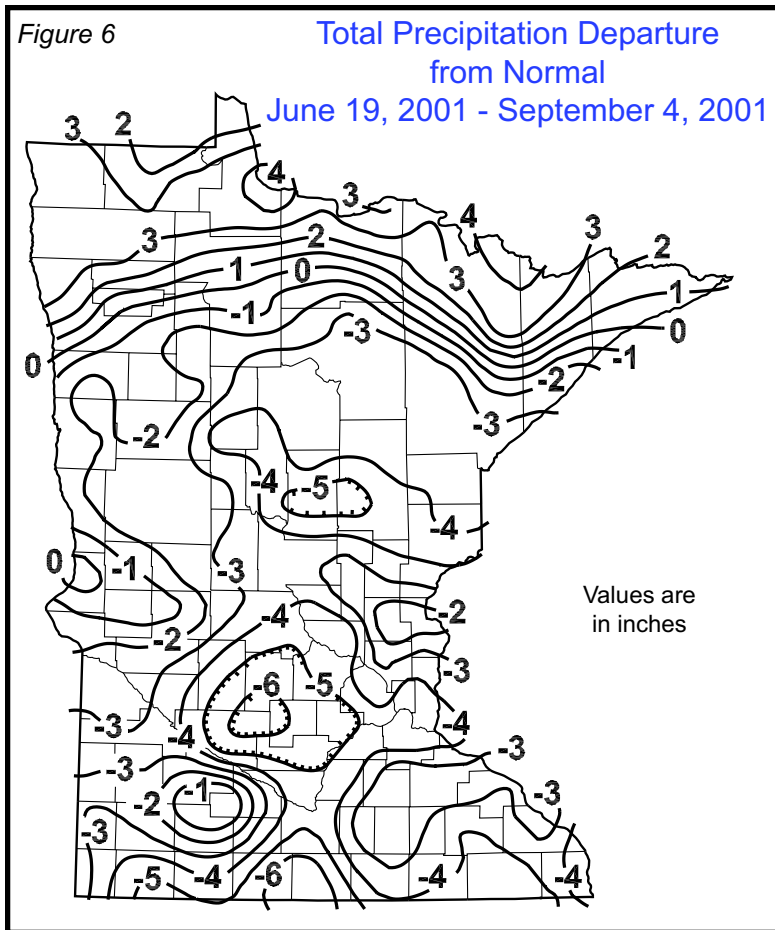 Figure 6
Total Precipitation Departure
from Normal
June 19, 2001 - September 4, 2001
3 2
4 3 4 3 2
3 2 3
1 0 1
-1 -3 0
0 -1
-2
-3
-2
-4 -5
-4
0 -1 -3
Values are
in inches
-2 -4 -2
-6 -5 -3
-3 -4 -4
-3 -3
-2 -1 -3
-3
-5 -4 -6 -4 -4